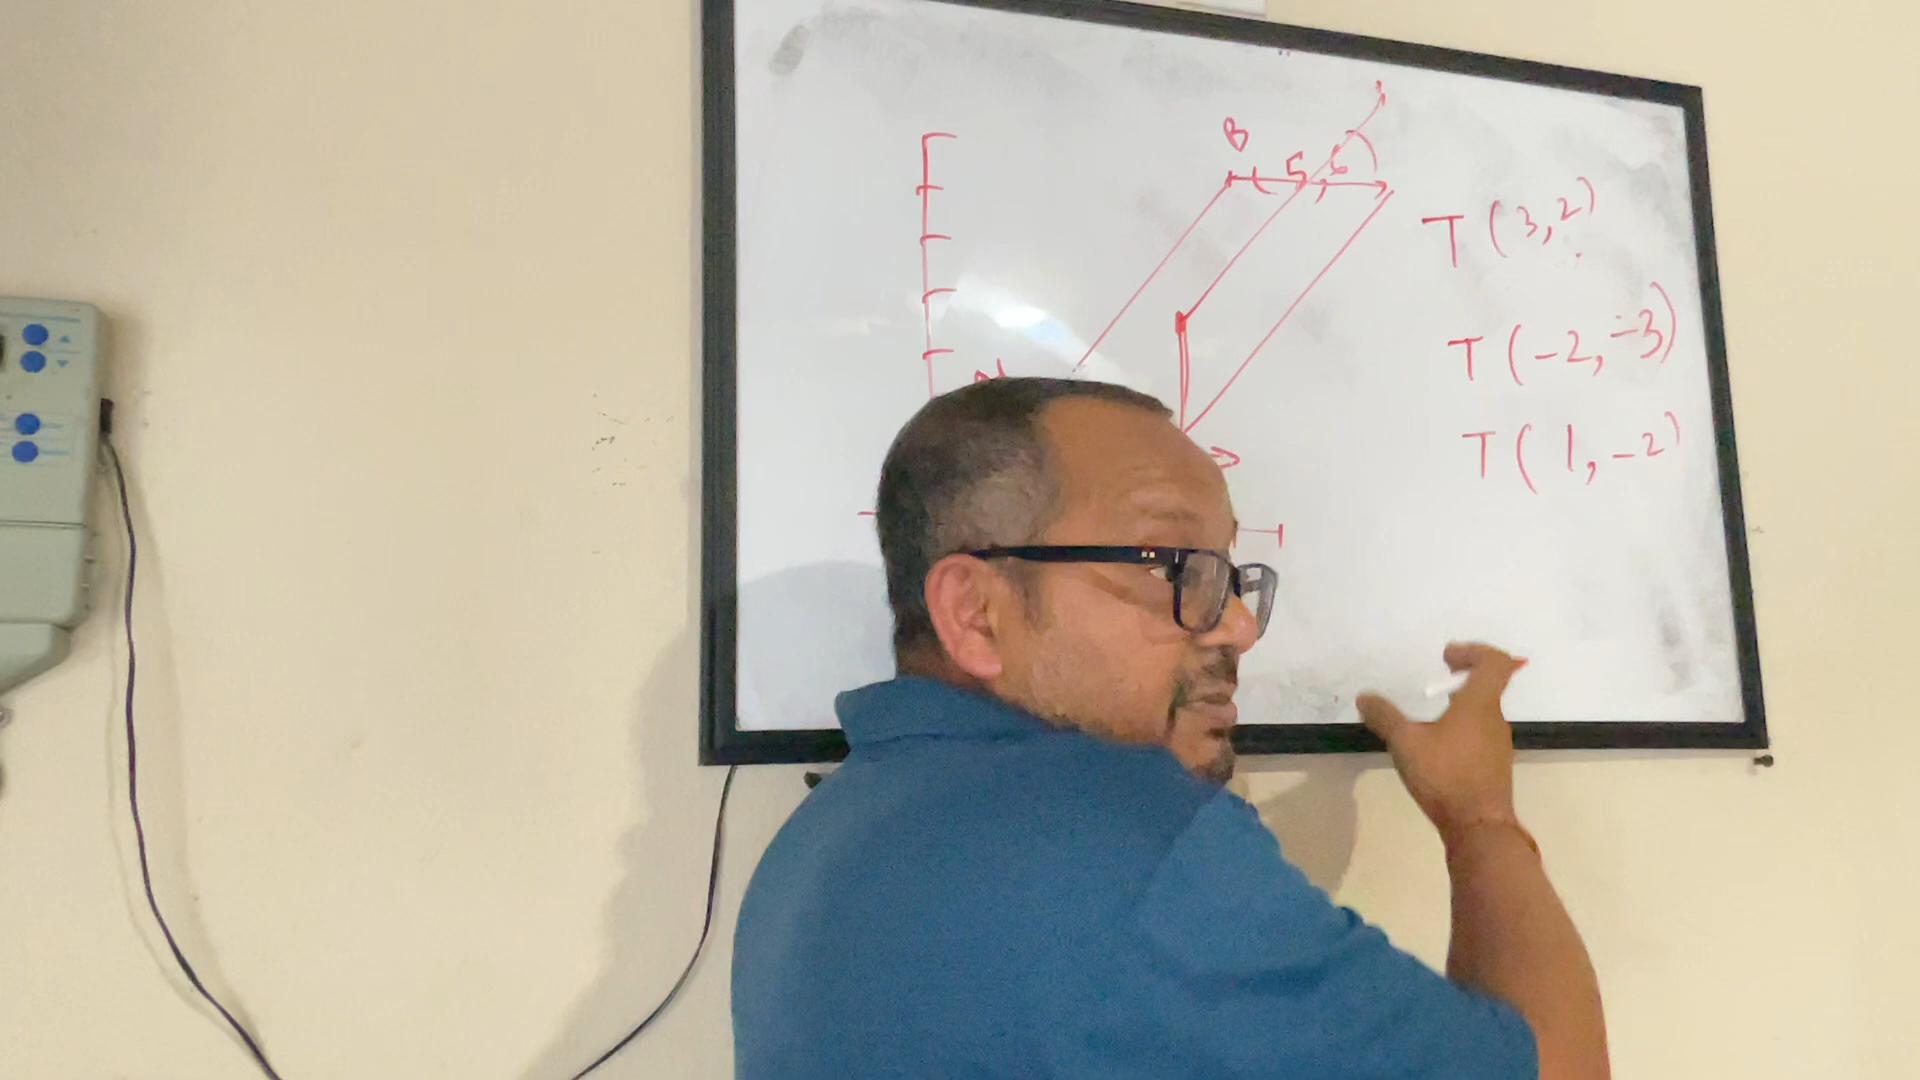 B
5 6
T (3, 2)
T (-2, -3)
T ( 1, -2)